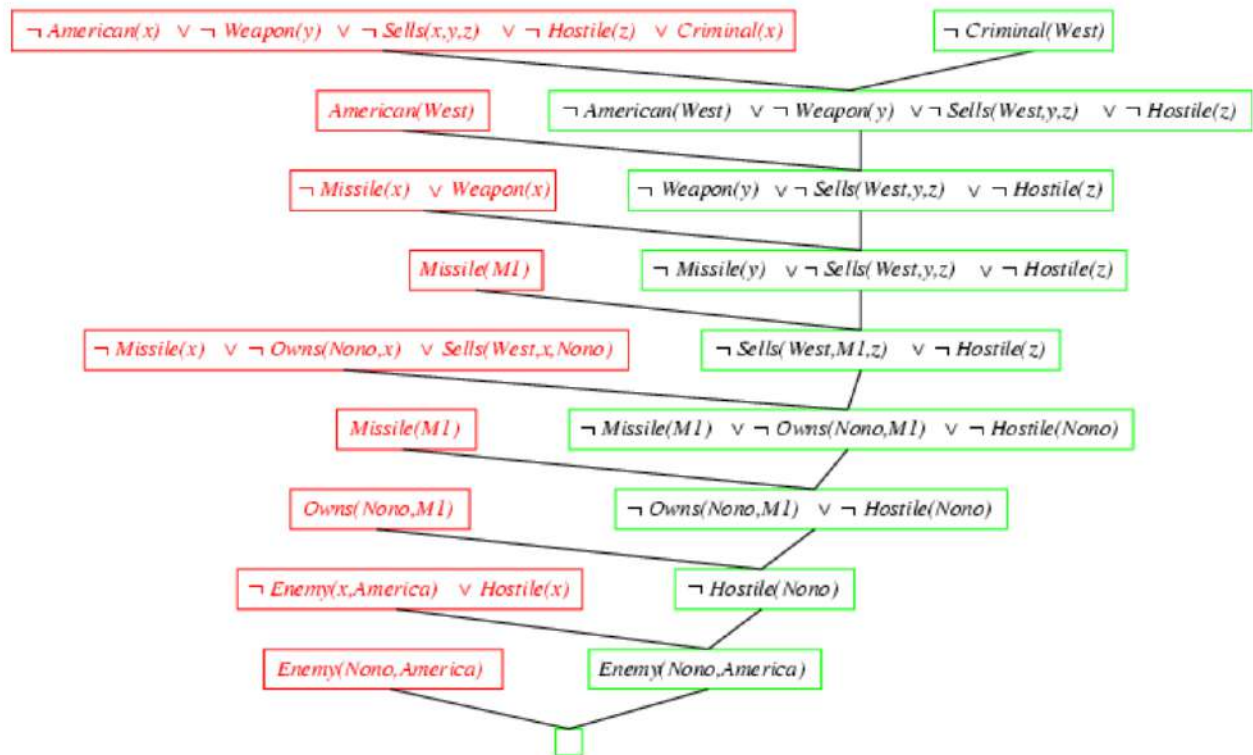 ¬ American(x) ∨ ¬ Weapon(y) ∨ ¬ Sells(x,y,z) ∨ ¬ Hostile(z) ∨ Criminal(x)
¬ Criminal(West)
American(West)
¬ American(West) ∨ ¬ Weapon(y) ∨ ¬ Sells(West,y,z) ∨ ¬ Hostile(z)
¬ Missile(x) ∨ Weapon(x)
¬ Weapon(y) ∨ ¬ Sells(West,y,z) ∨ ¬ Hostile(z)
Missile(M1)
¬ Missile(y) ∨ ¬ Sells(West,y,z) ∨ ¬ Hostile(z)
¬ Missile(x) ∨ ¬ Owns(Nono,x) ∨ Sells(West,x,Nono)
¬ Sells(West,M1,z) ∨ ¬ Hostile(z)
Missile(M1)
¬ Missile(M1) ∨ ¬ Owns(Nono,M1) ∨ ¬ Hostile(Nono)
Owns(Nono,M1)
¬ Owns(Nono,M1) ∨ ¬ Hostile(Nono)
¬ Enemy(x,America) ∨ Hostile(x)
¬ Hostile(Nono)
Enemy(Nono,America)
Enemy(Nono,America)